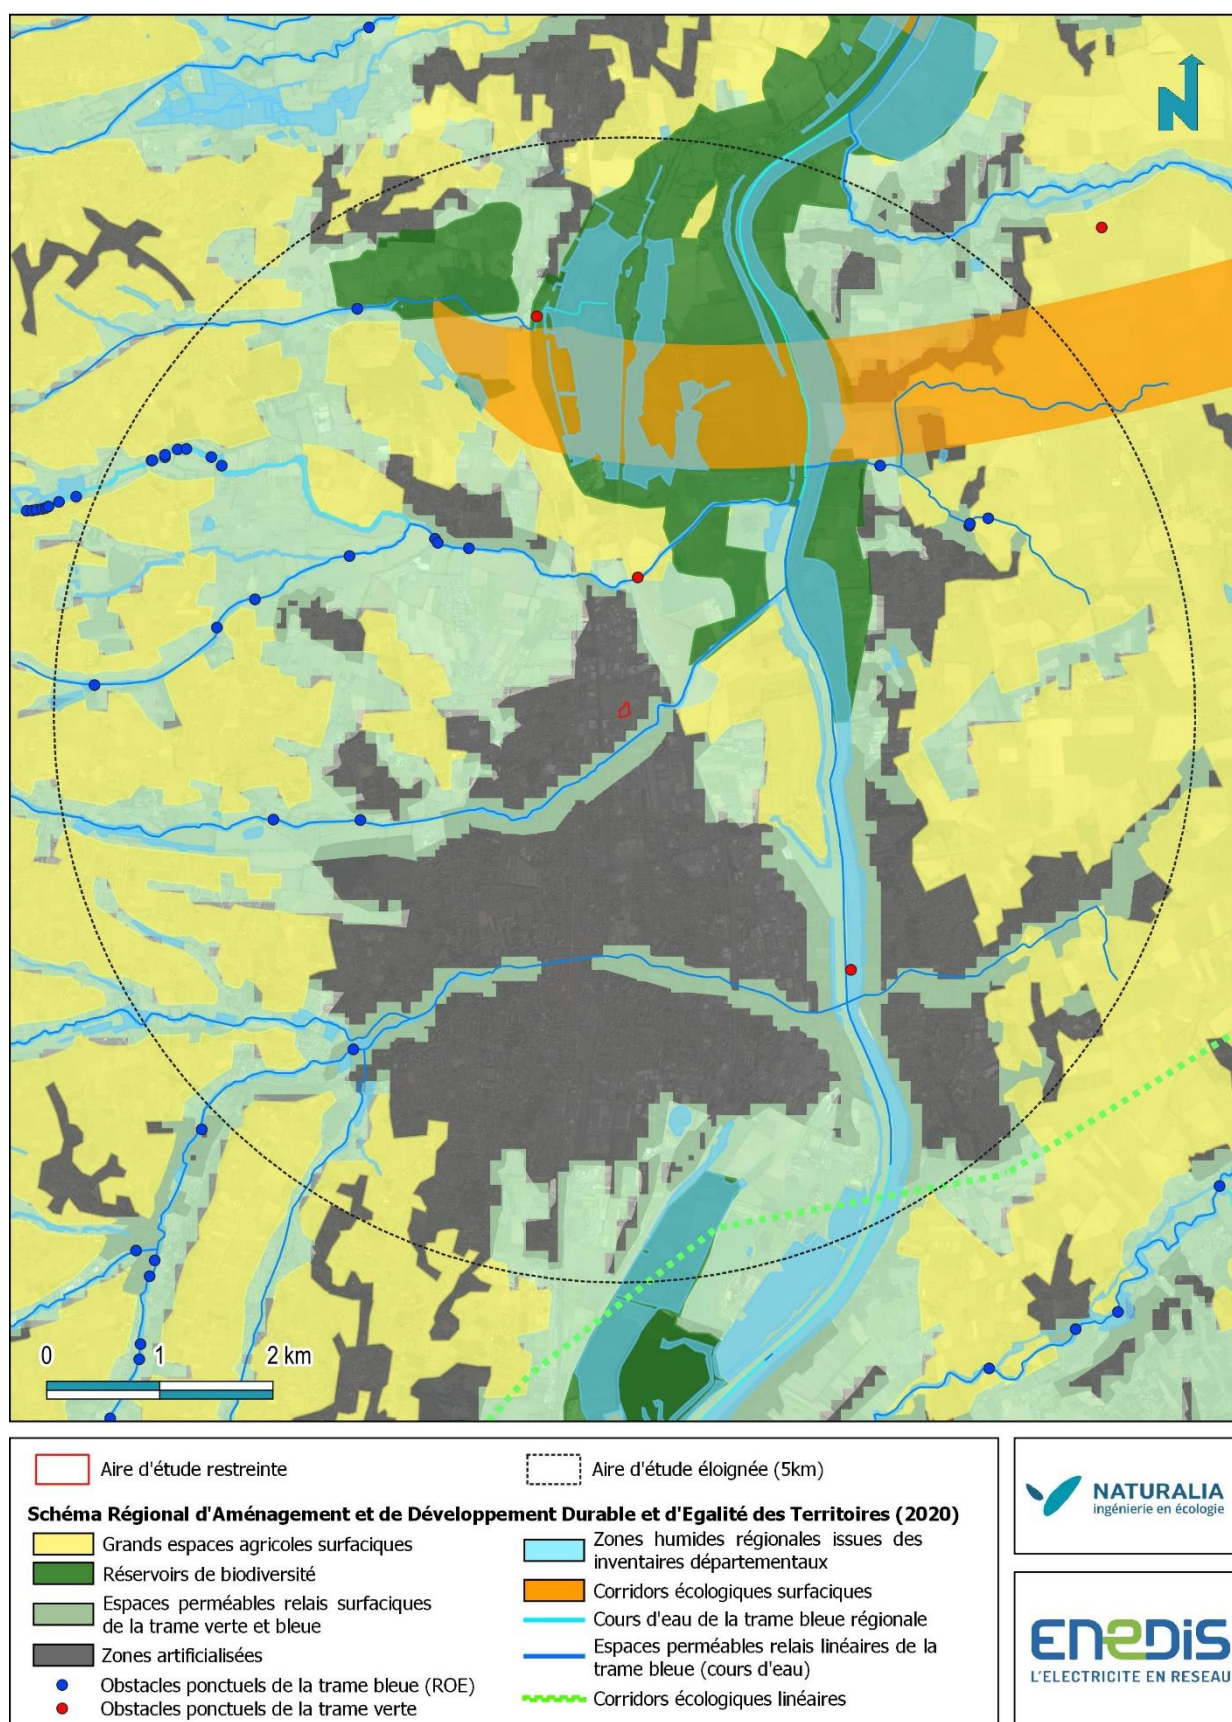 N
0 1 2 km
Aire d'étude restreinte
Aire d'étude éloignée (5km)
Schéma Régional d'Aménagement et de Développement Durable et d'Egalité des Territoires (2020)
Grands espaces agricoles surfaciques
Réservoirs de biodiversité
Espaces perméables relais surfaciques
de la trame verte et bleue
Zones artificialisées
Obstacles ponctuels de la trame bleue (ROE)
Obstacles ponctuels de la trame verte
Zones humides régionales issues des
inventaires départementaux
Corridors écologiques surfaciques
Cours d'eau de la trame bleue régionale
Espaces perméables relais linéaires de la
trame bleue (cours d'eau)
Corridors écologiques linéaires
NATURALIA
ingénierie en écologie
ENEDIS
L'ELECTRICITE EN RESEAU